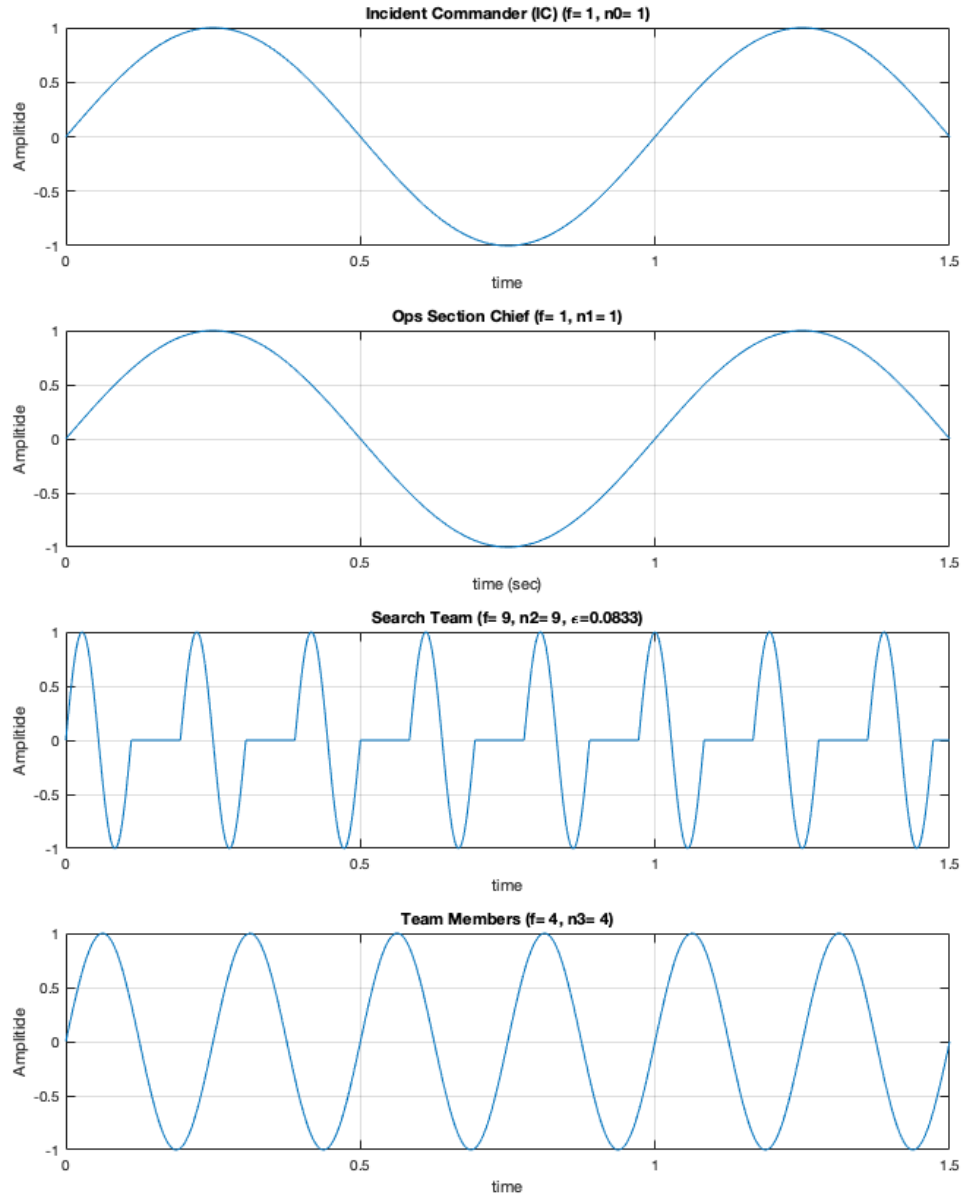 Incident Commander (IC) (f= 1, n0= 1)
1
0.5
0
-0.5
-1
Amplitide
0 0.5 1 1.5
time
Ops Section Chief (f= 1, n1= 1)
1
0.5
0
-0.5
-1
Amplitide
0 0.5 1 1.5
time (sec)
Search Team (f= 9, n2= 9, ϵ=0.0833)
1
0.5
0
-0.5
-1
Amplitide
0 0.5 1 1.5
time
Team Members (f= 4, n3= 4)
1
0.5
0
-0.5
-1
Amplitide
0 0.5 1 1.5
time